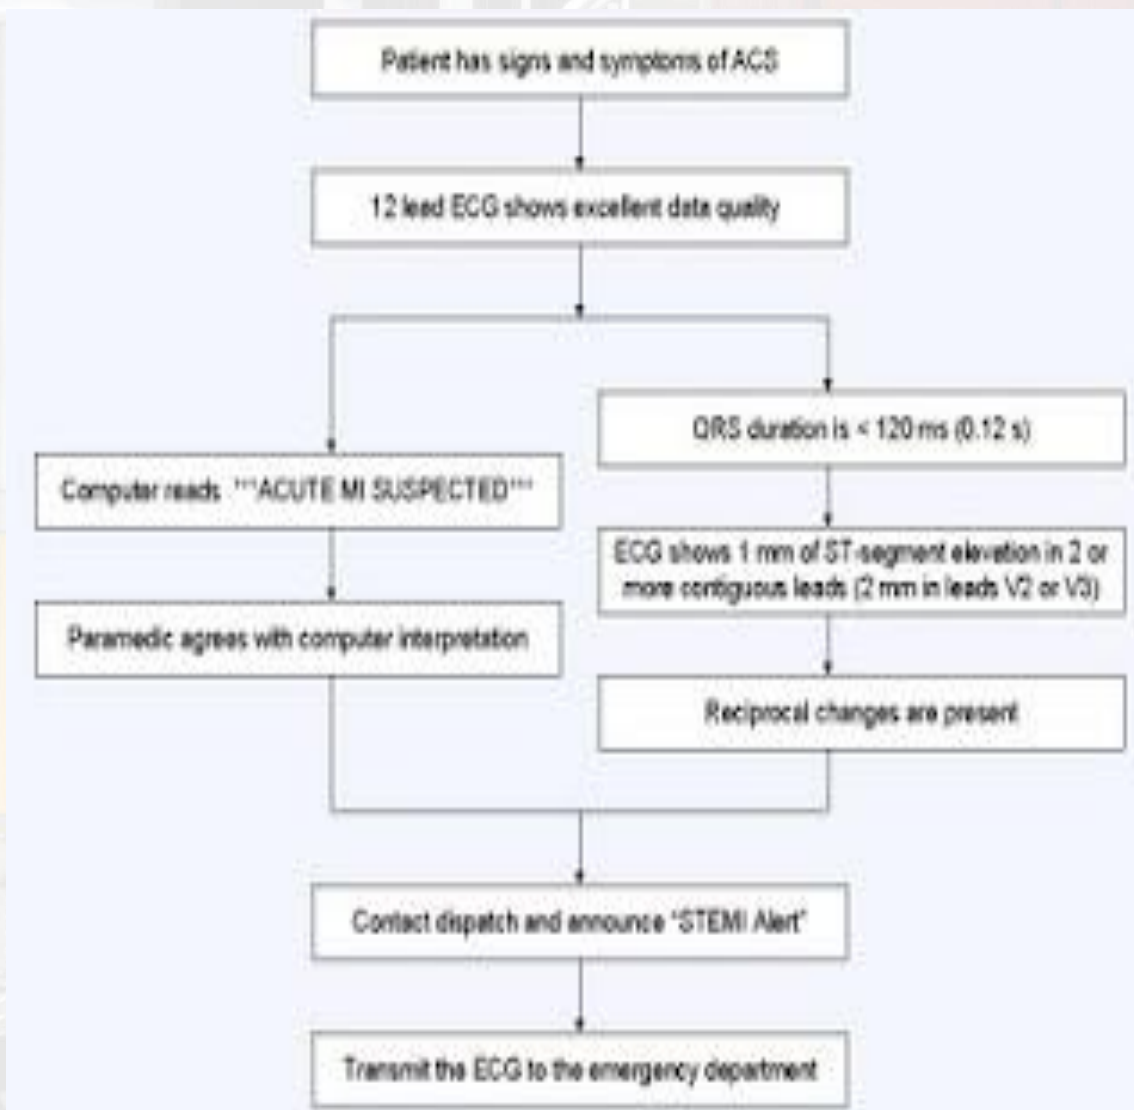 Patient has signs and symptoms of ACS
12 lead ECG shows excellent data quality
Computer reads ***ACUTE MI SUSPECTED***
Paramedic agrees with computer interpretation
QRS duration is < 120 ms (0.12 s)
ECG shows 1 mm of ST-segment elevation in 2 or
more contiguous leads (2 mm in leads V2 or V3)
Reciprocal changes are present
Contact dispatch and announce "STEMI Alert"
Transmit the ECG to the emergency department